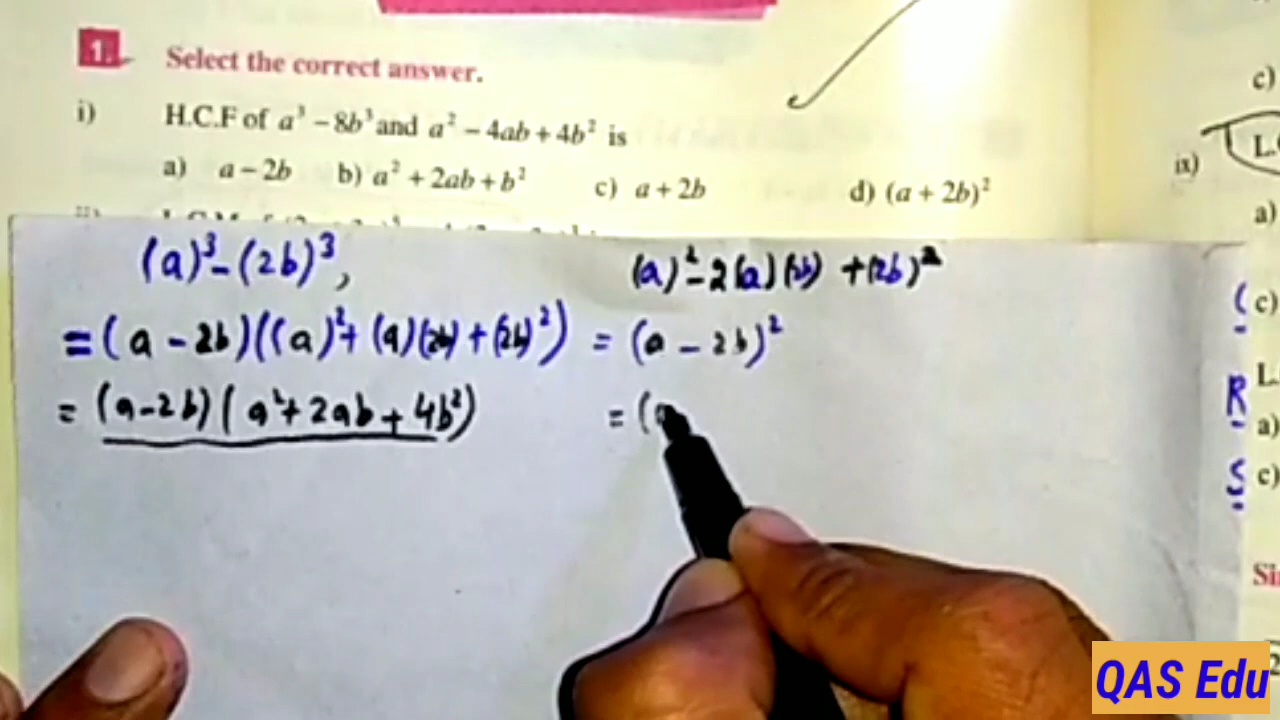 1. Select the correct answer.
i) H.C.F of a³ – 8b³ and a² – 4ab + 4b² is
a) a – 2b b) a² + 2ab + b² c) a + 2b d) (a + 2b)²
(a)³ – (2b)³, (a)² – 2(a)(2b) + (2b)²
= (a – 2b)((a)² + (a)(2b) + (2b)²) = (a – 2b)²
= (a – 2b)(a² + 2ab + 4b²) = (a
c)
ix) L.
a)
c)
L.
R a)
S c)
Si
QAS Edu